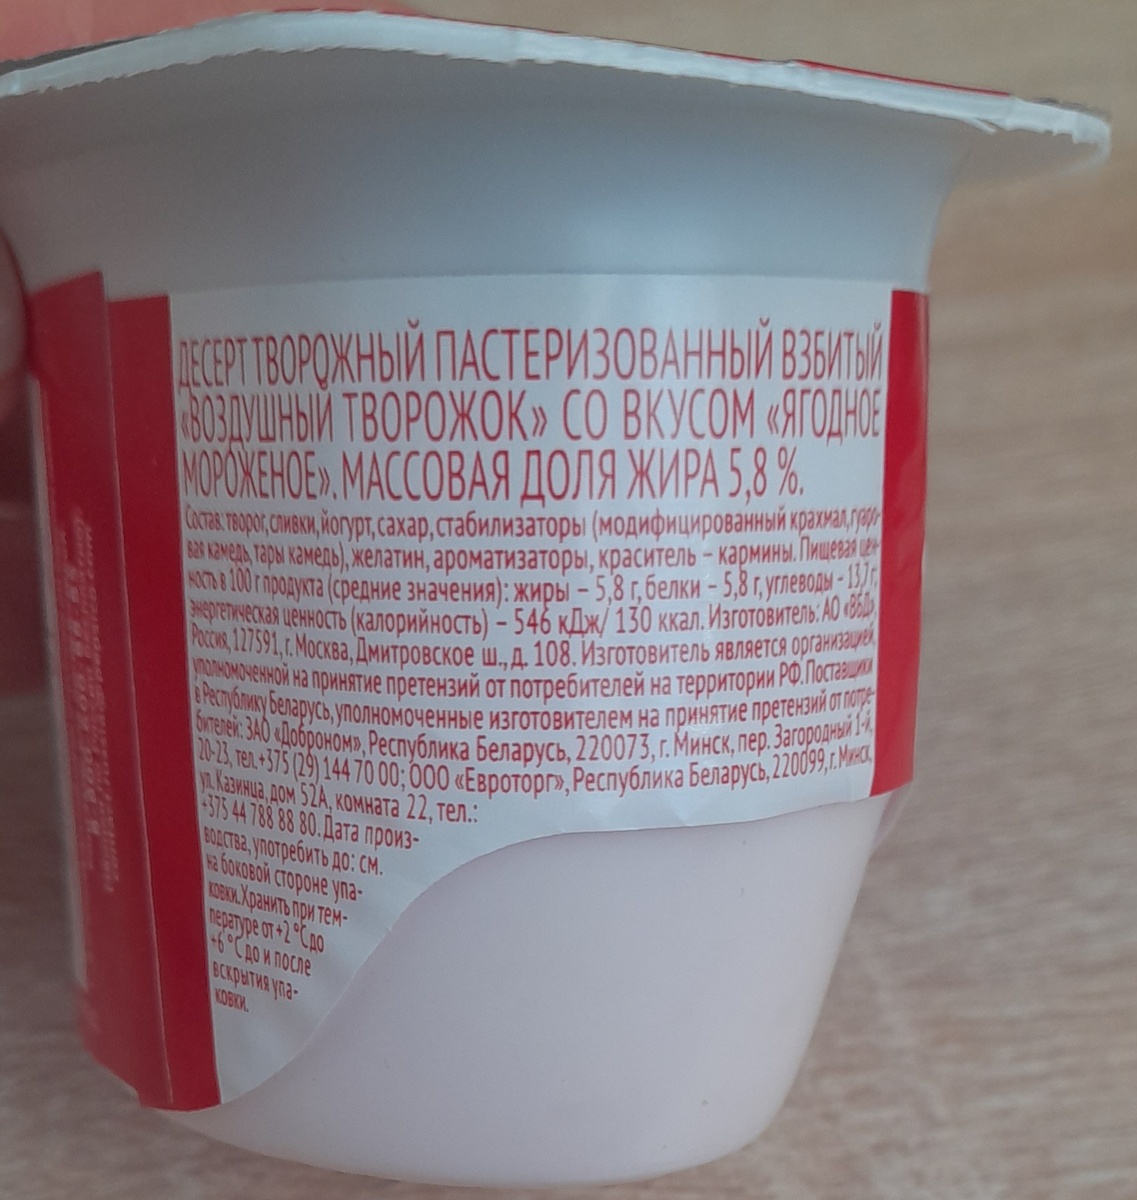 ДЕСЕРТ ТВОРОЖНЫЙ ПАСТЕРИЗОВАННЫЙ ВЗБИТЫЙ
«ВОЗДУШНЫЙ ТВОРОЖОК» СО ВКУСОМ «ЯГОДНОЕ
МОРОЖЕНОЕ». МАССОВАЯ ДОЛЯ ЖИРА 5,8 %.
Состав: творог, сливки, йогурт, сахар, стабилизаторы (модифицированный крахмал, гуаро-
вая камедь, тары камедь), желатин, ароматизаторы, краситель – кармины. Пищевая цен-
ность в 100 г продукта (средние значения): жиры – 5,8 г, белки – 5,8 г, углеводы – 13,7 г;
энергетическая ценность (калорийность) – 546 кДж/ 130 ккал. Изготовитель: АО «ВБД»,
Россия, 127591, г. Москва, Дмитровское ш., д. 108. Изготовитель является организацией,
уполномоченной на принятие претензий от потребителей на территории РФ. Поставщики
в Республику Беларусь, уполномоченные изготовителем на принятие претензий от потре-
бителей: ЗАО «Доброном», Республика Беларусь, 220073, г. Минск, пер. Загородный 1-й,
20-23, тел. +375 (29) 144 70 00; ООО «Евроторг», Республика Беларусь, 220099, г. Минск,
ул. Казинца, дом 52А, комната 22, тел.:
+375 44 788 88 80. Дата произ-
водства, употребить до: см.
на боковой стороне упа-
ковки. Хранить при тем-
пературе от +2 °С до
+6 °С до и после
вскрытия упа-
ковки.